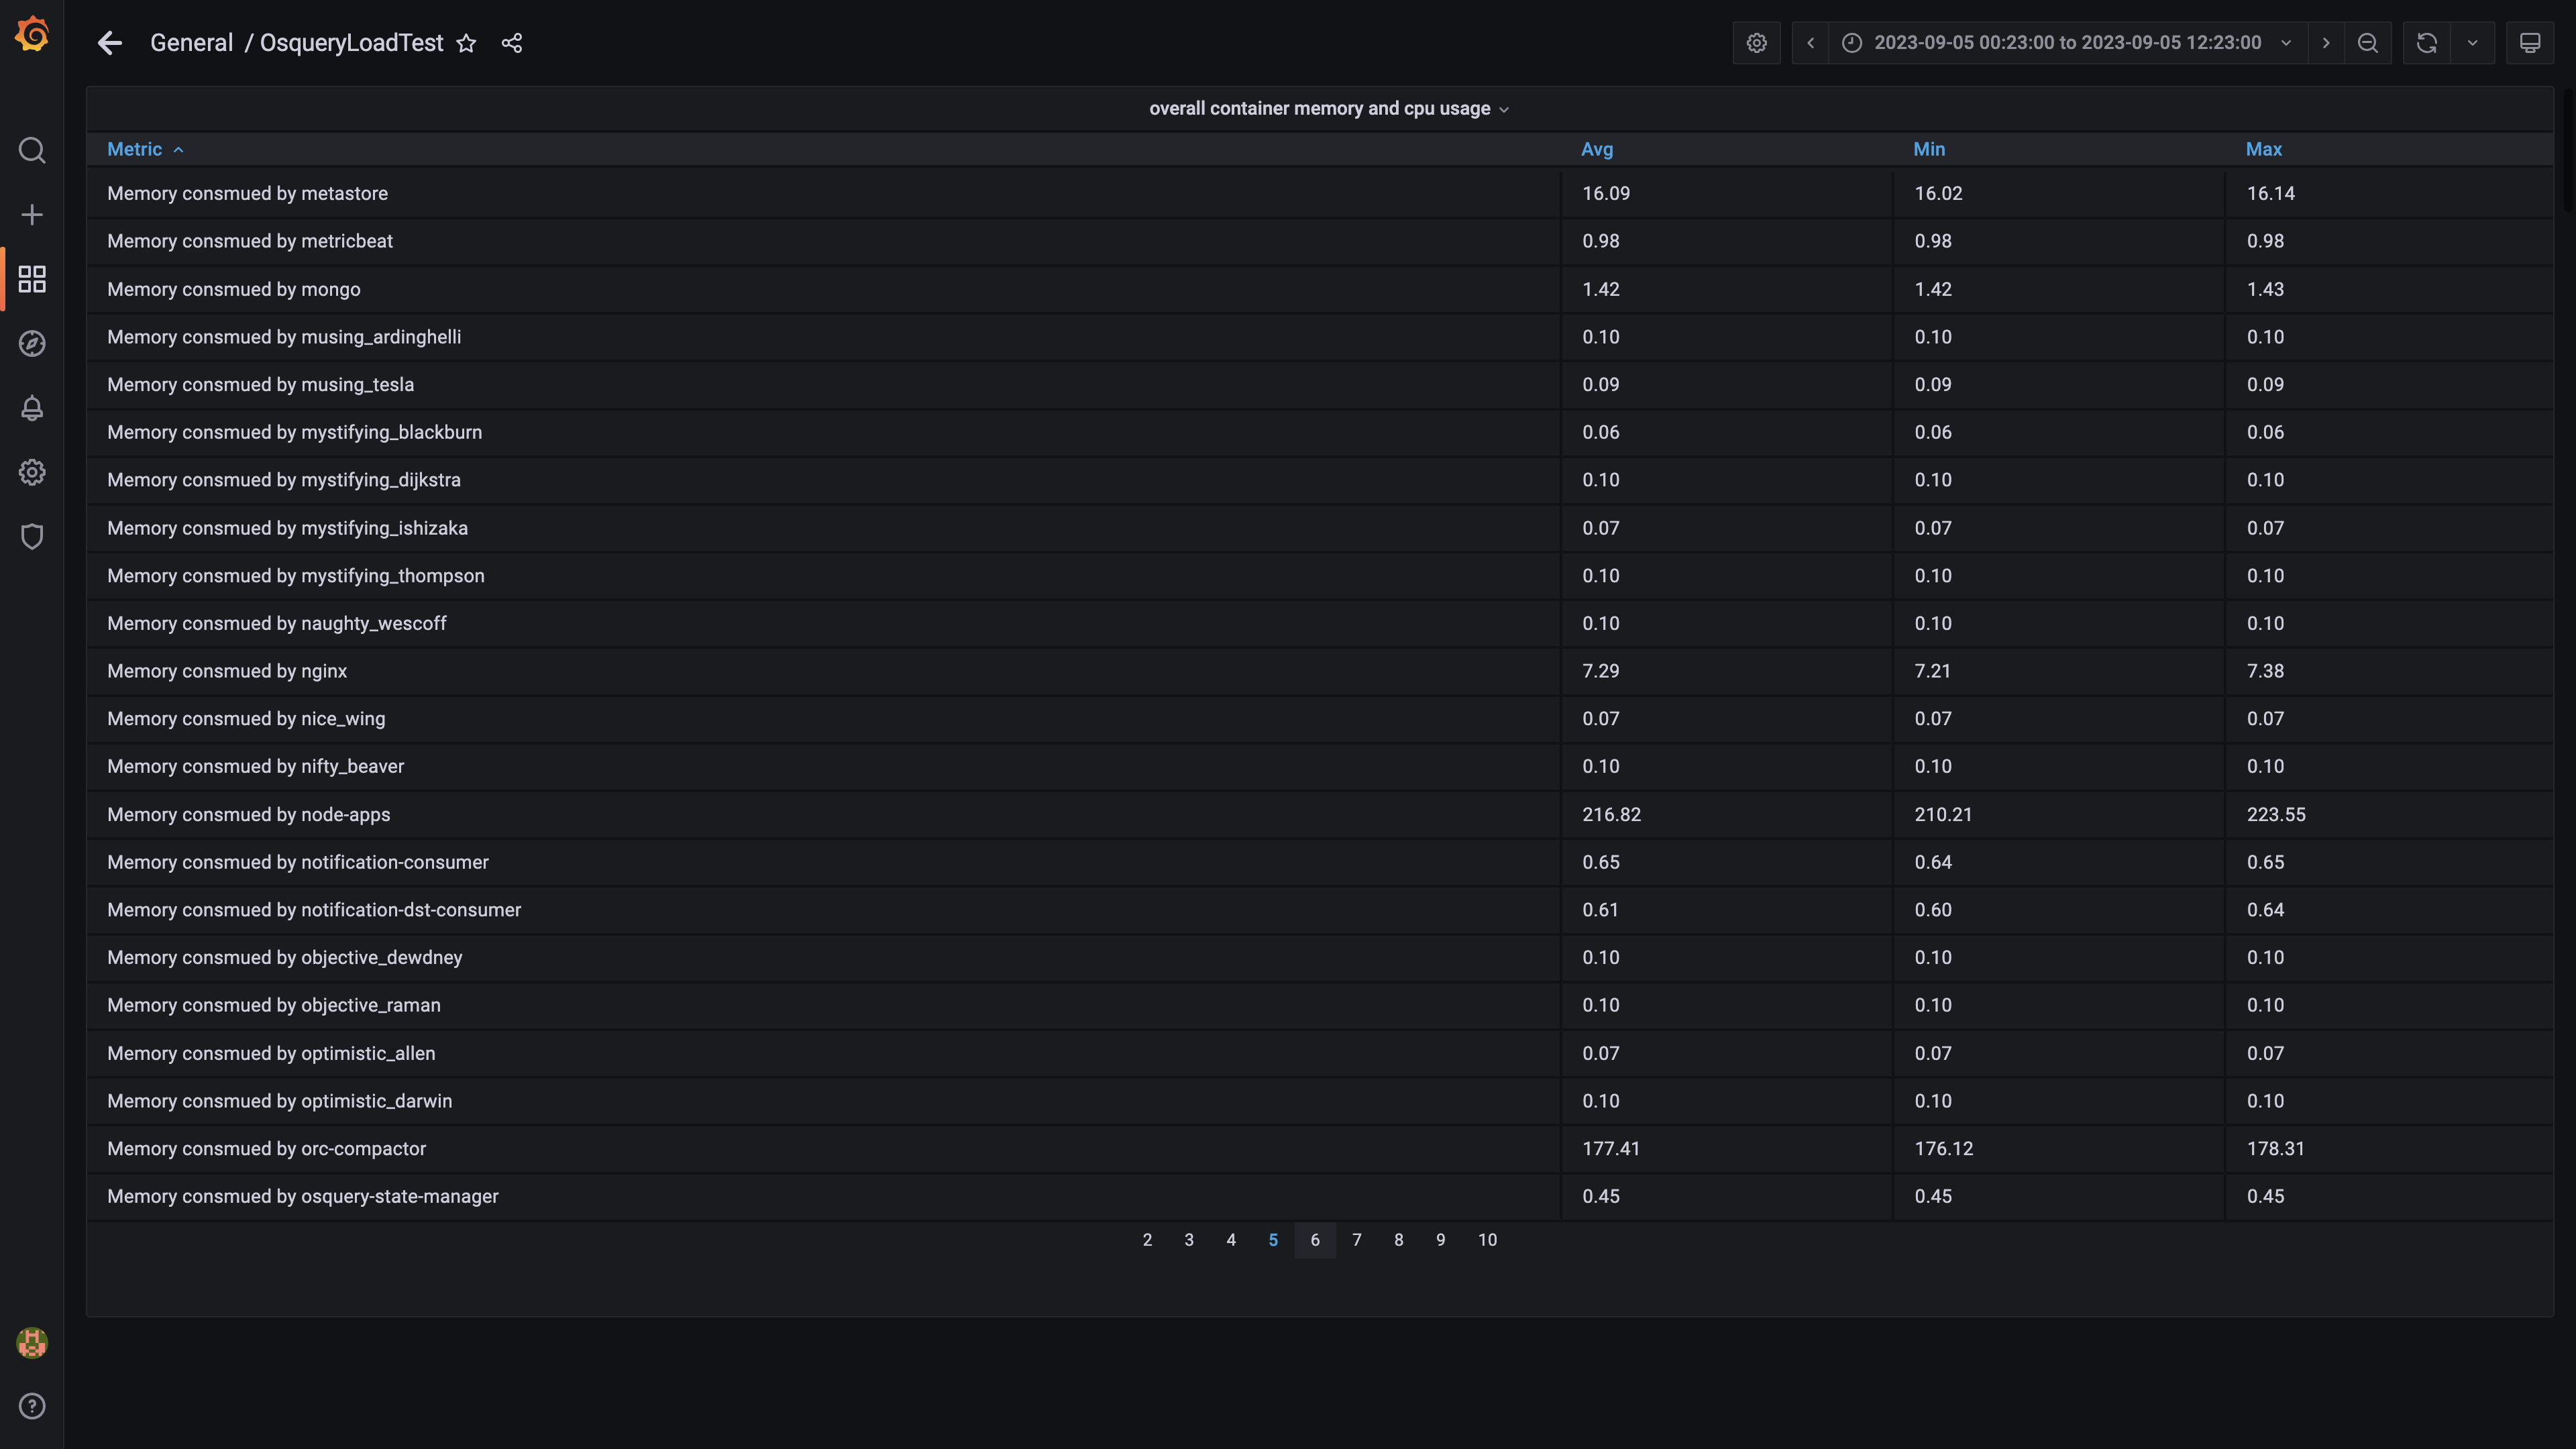 General / OsqueryLoadTest
2023-09-05 00:23:00 to 2023-09-05 12:23:00
overall container memory and cpu usage
Metric Avg Min Max
Memory consmued by metastore 16.09 16.02 16.14
Memory consmued by metricbeat 0.98 0.98 0.98
Memory consmued by mongo 1.42 1.42 1.43
Memory consmued by musing_ardinghelli 0.10 0.10 0.10
Memory consmued by musing_tesla 0.09 0.09 0.09
Memory consmued by mystifying_blackburn 0.06 0.06 0.06
Memory consmued by mystifying_dijkstra 0.10 0.10 0.10
Memory consmued by mystifying_ishizaka 0.07 0.07 0.07
Memory consmued by mystifying_thompson 0.10 0.10 0.10
Memory consmued by naughty_wescoff 0.10 0.10 0.10
Memory consmued by nginx 7.29 7.21 7.38
Memory consmued by nice_wing 0.07 0.07 0.07
Memory consmued by nifty_beaver 0.10 0.10 0.10
Memory consmued by node-apps 216.82 210.21 223.55
Memory consmued by notification-consumer 0.65 0.64 0.65
Memory consmued by notification-dst-consumer 0.61 0.60 0.64
Memory consmued by objective_dewdney 0.10 0.10 0.10
Memory consmued by objective_raman 0.10 0.10 0.10
Memory consmued by optimistic_allen 0.07 0.07 0.07
Memory consmued by optimistic_darwin 0.10 0.10 0.10
Memory consmued by orc-compactor 177.41 176.12 178.31
Memory consmued by osquery-state-manager 0.45 0.45 0.45
2 3 4 5 6 7 8 9 10